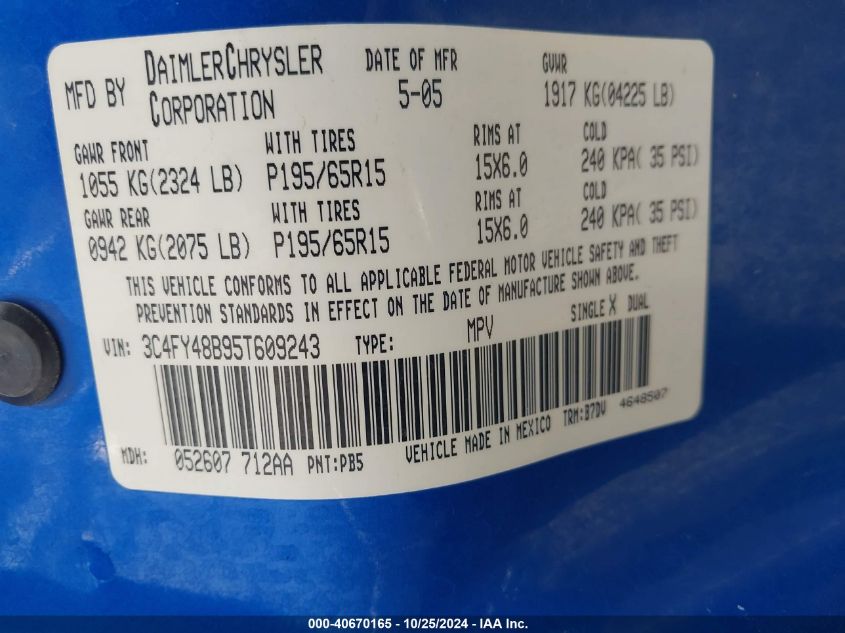 MFD BY DAIMLERCHRYSLER CORPORATION
DATE OF MFR 5-05
GVWR 1917 KG(04225 LB)
GAWR FRONT WITH TIRES RIMS AT COLD
1055 KG(2324 LB) P195/65R15 15X6.0 240 KPA( 35 PSI)
GAWR REAR WITH TIRES RIMS AT COLD
0942 KG(2075 LB) P195/65R15 15X6.0 240 KPA( 35 PSI)
THIS VEHICLE CONFORMS TO ALL APPLICABLE FEDERAL MOTOR VEHICLE SAFETY AND THEFT
PREVENTION STANDARDS IN EFFECT ON THE DATE OF MANUFACTURE SHOWN ABOVE.
VIN: 3C4FY48B95T609243 TYPE: MPV SINGLE X DUAL
MDH: 052607 712AA PNT:PB5 VEHICLE MADE IN MEXICO TRM:B7DV 4648507
000-40670165 - 10/25/2024 - IAA Inc.